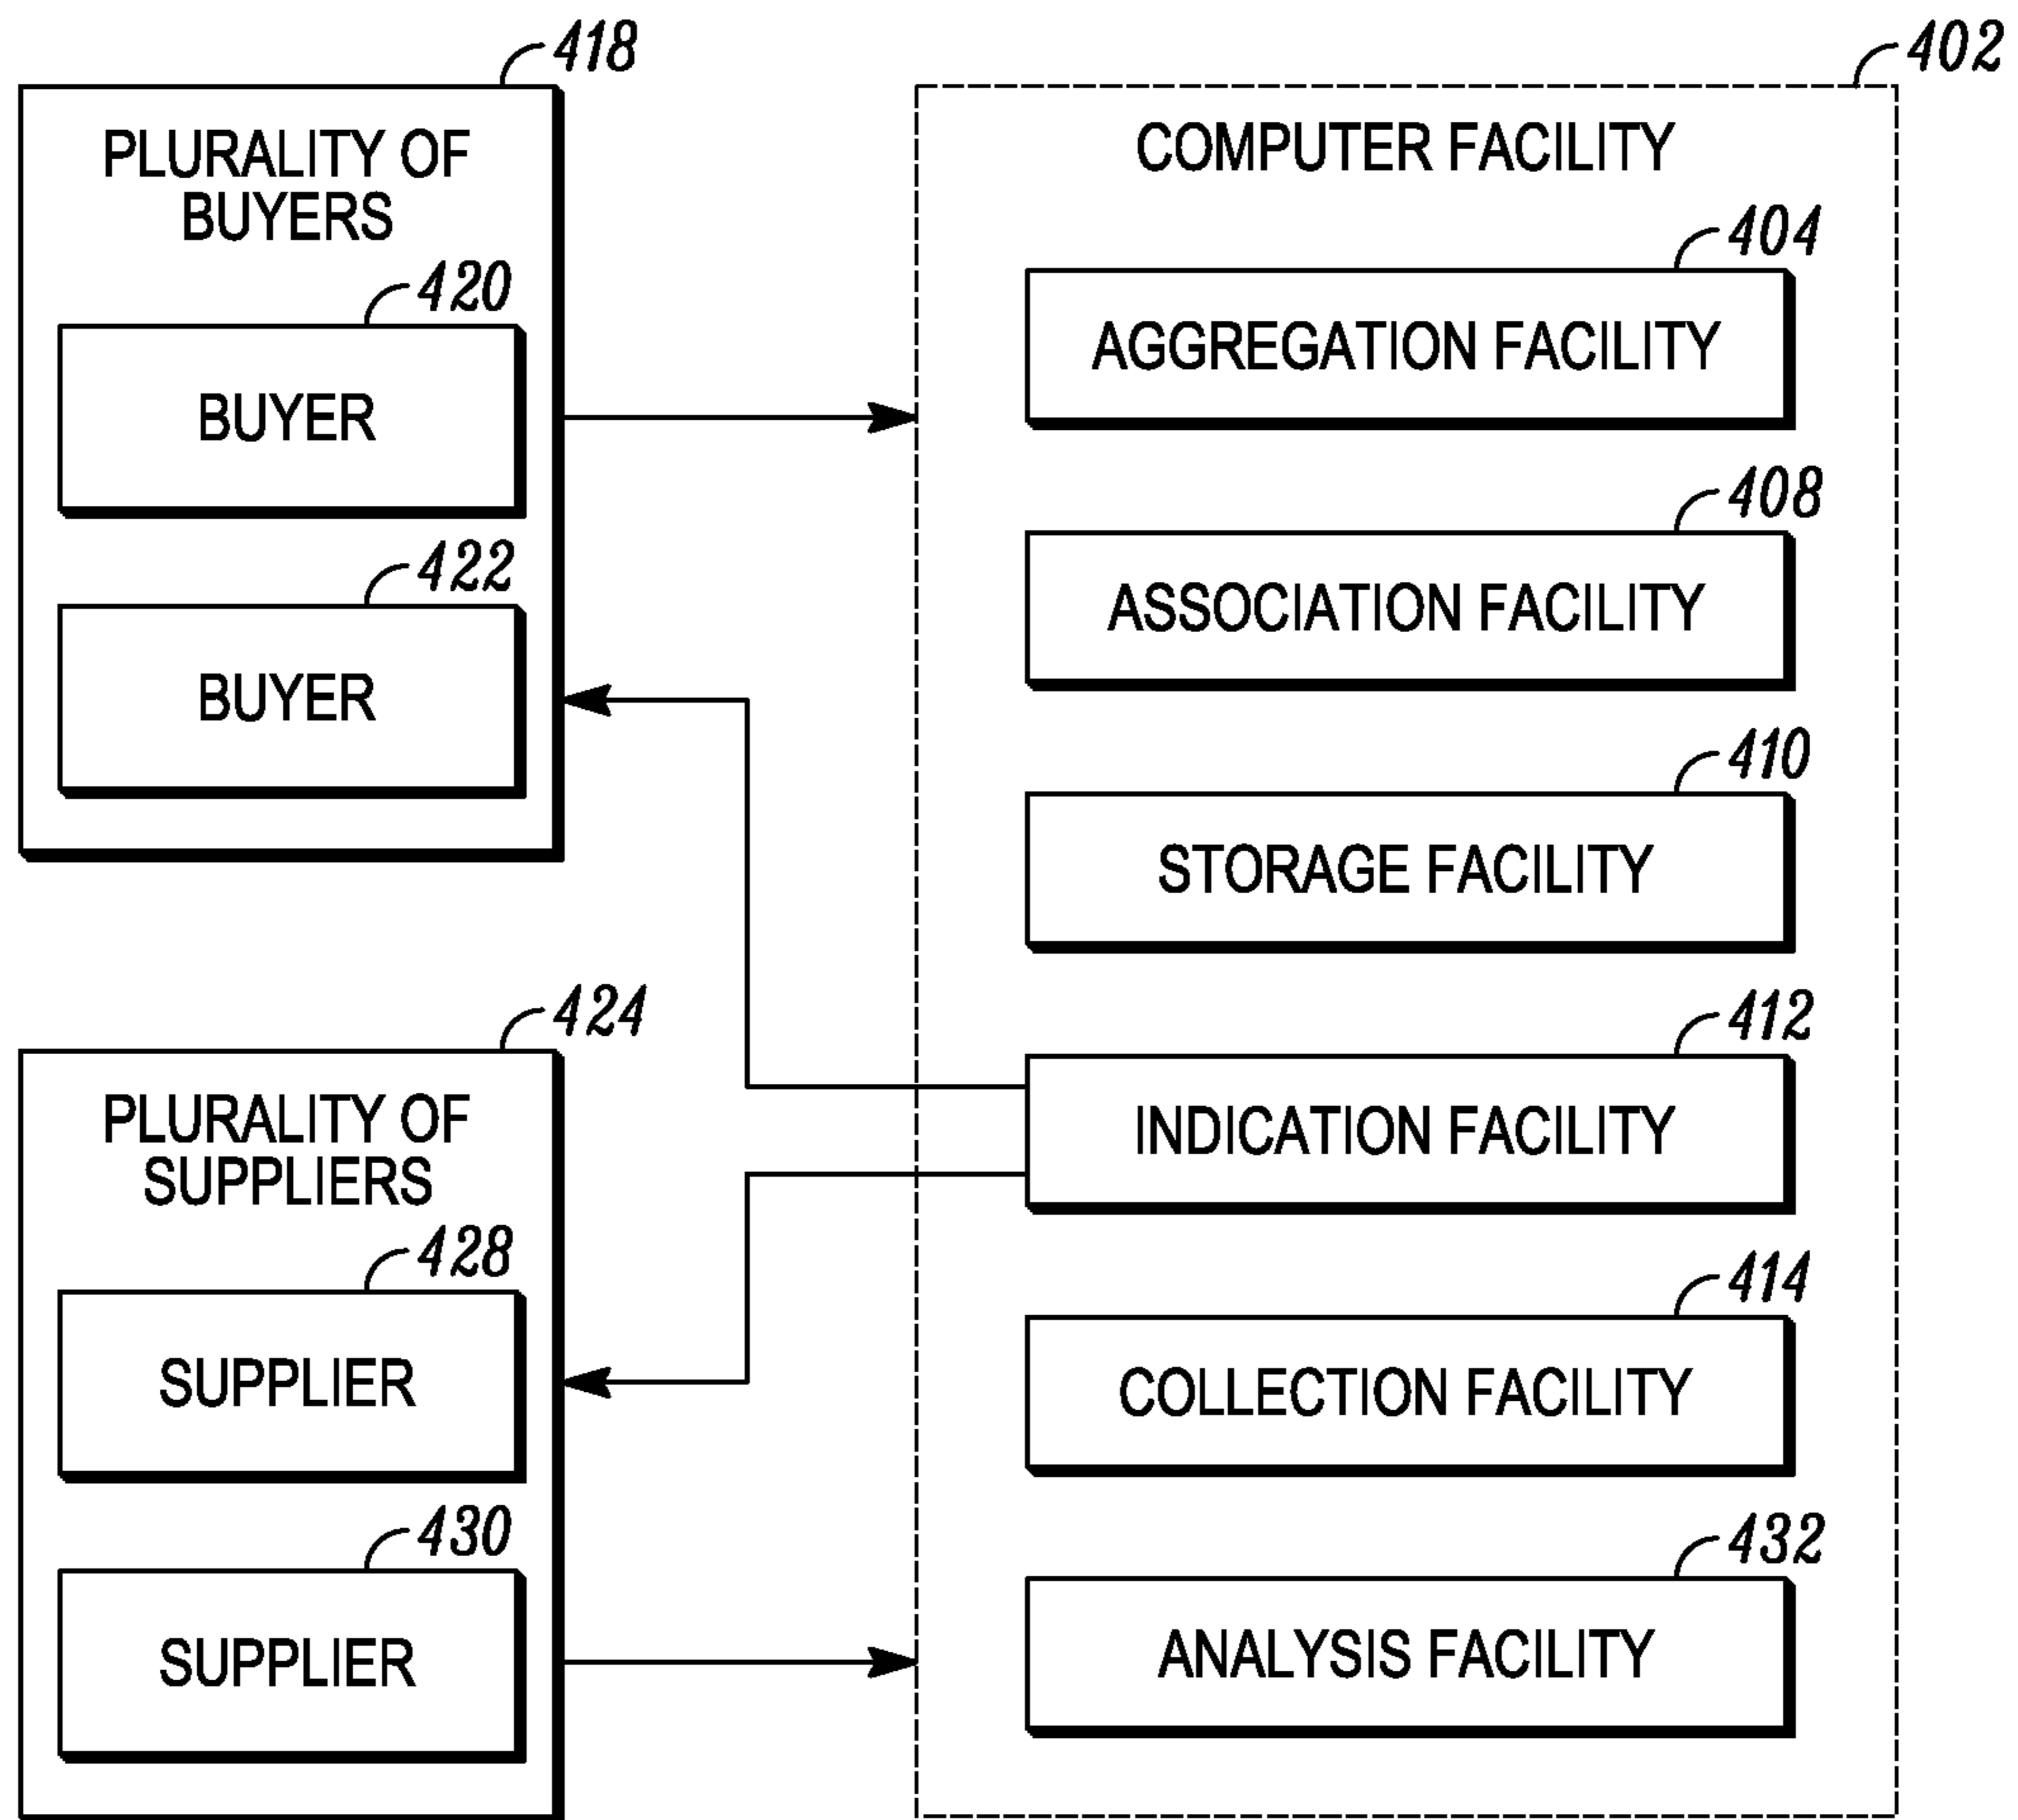 418
PLURALITY OF
BUYERS
420
BUYER
422
BUYER
424
PLURALITY OF
SUPPLIERS
428
SUPPLIER
430
SUPPLIER
402
COMPUTER FACILITY
404
AGGREGATION FACILITY
408
ASSOCIATION FACILITY
410
STORAGE FACILITY
412
INDICATION FACILITY
414
COLLECTION FACILITY
432
ANALYSIS FACILITY